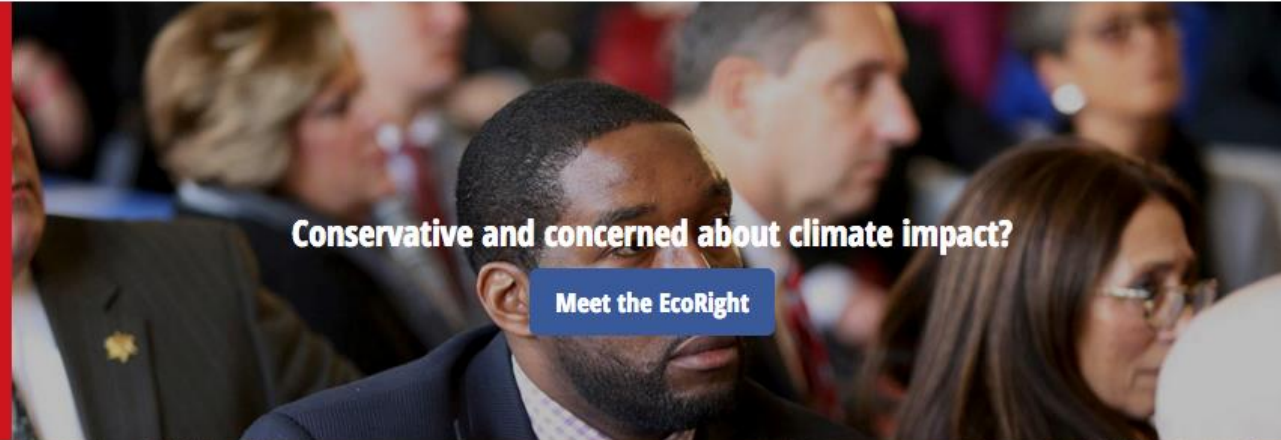 Conservative and concerned about climate impact?
Meet the EcoRight